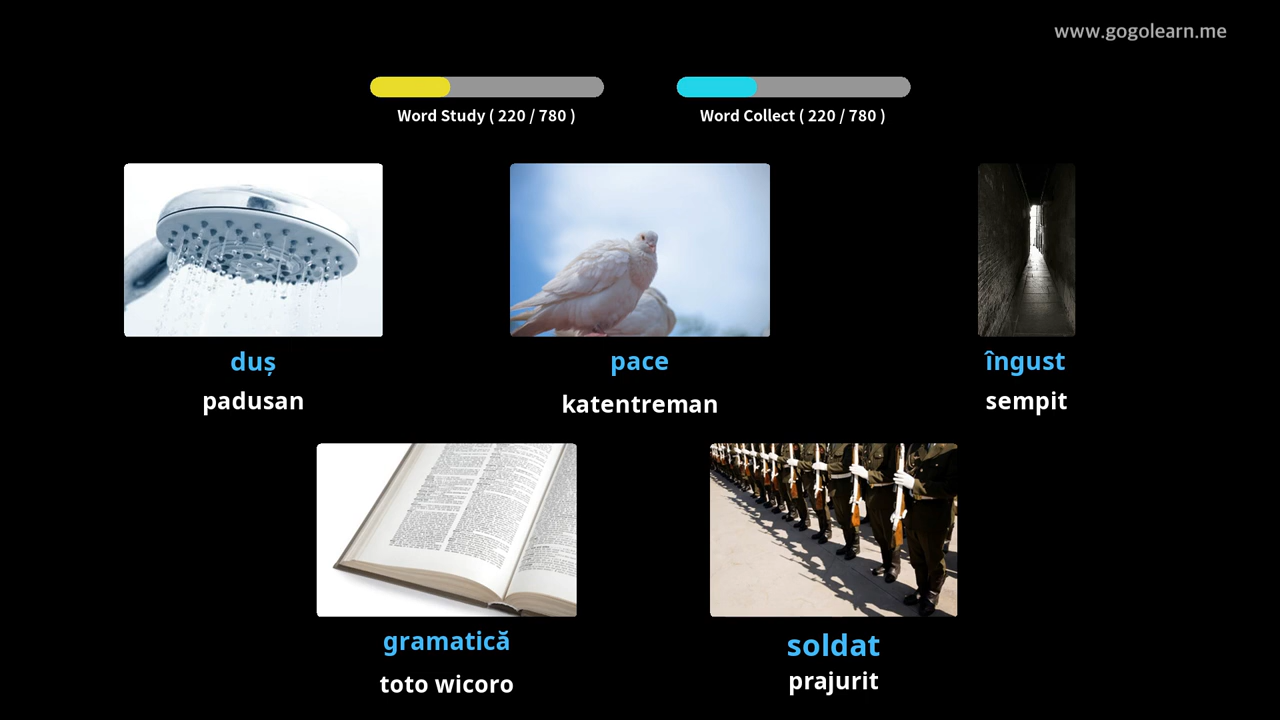 www.gogolearn.me
Word Study ( 220 / 780 )
Word Collect ( 220 / 780 )
duș
padusan
pace
katentreman
îngust
sempit
gramatică
toto wicoro
soldat
prajurit